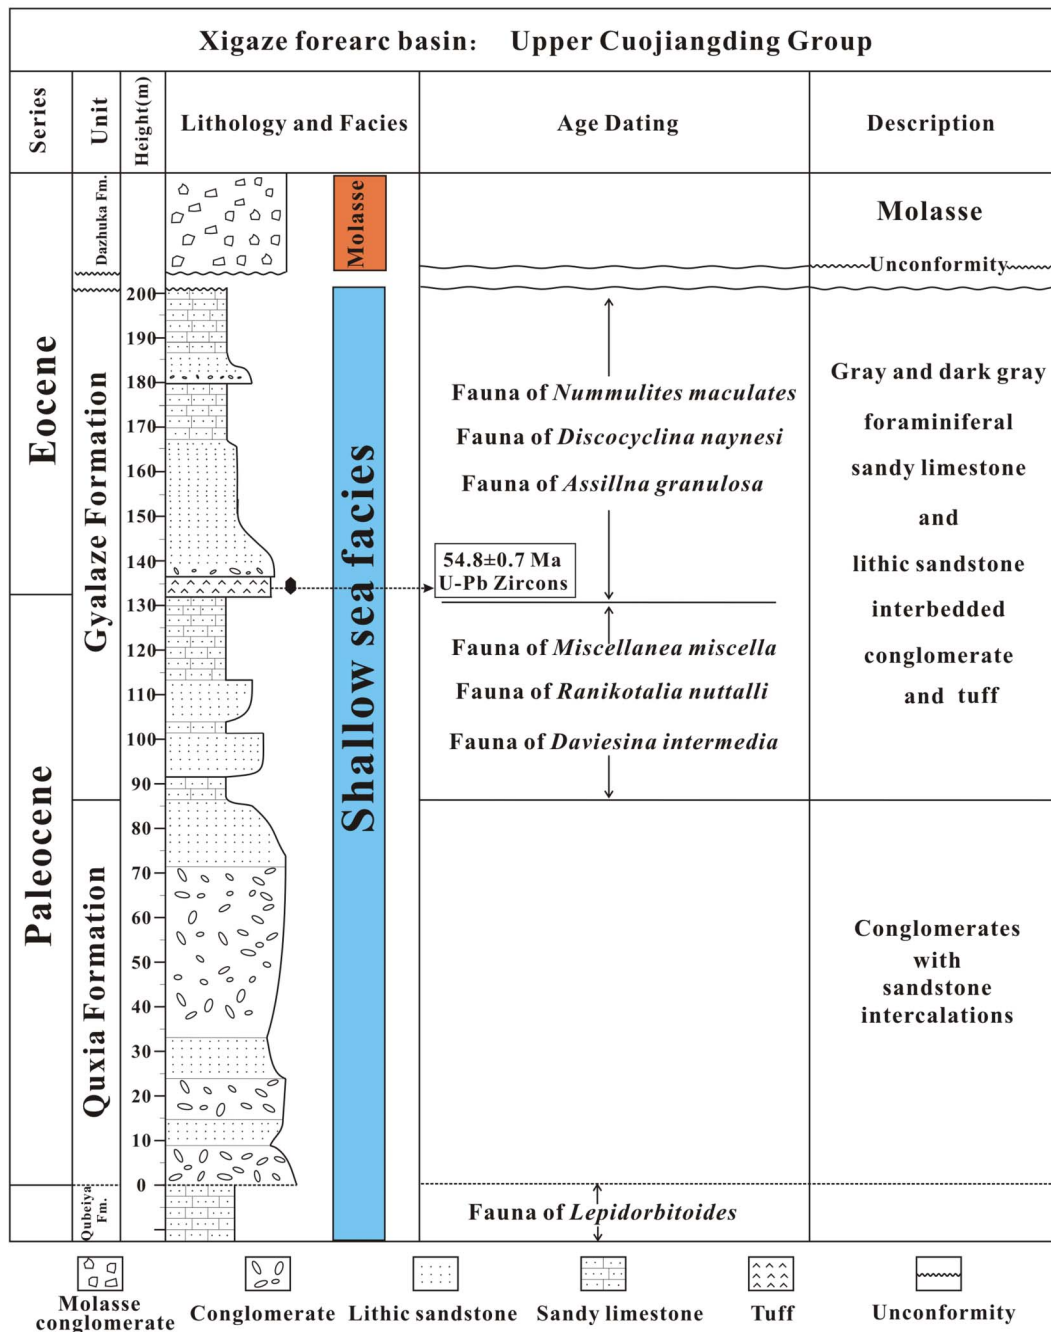 Xigaze forearc basin: Upper Cuojiangding Group
Series
Unit
Height(m)
Lithology and Facies
Age Dating
Description
Eocene
Paleocene
Dazhuka Fm.
Gyalaze Formation
Quxia Formation
Qubeiya
Fm.
200
190
180
170
160
150
140
130
120
110
100
90
80
70
60
50
40
30
20
10
0
Molasse
Shallow sea facies
Fauna of Nummulites maculates
Fauna of Discocyclina naynesi
Fauna of Assillna granulosa
54.8±0.7 Ma
U-Pb Zircons
Fauna of Miscellanea miscella
Fauna of Ranikotalia nuttalli
Fauna of Daviesina intermedia
Fauna of Lepidorbitoides
Molasse
Unconformity
Gray and dark gray
foraminiferal
sandy limestone
and
lithic sandstone
interbedded
conglomerate
and tuff
Conglomerates
with
sandstone
intercalations
Molasse
conglomerate
Conglomerate
Lithic sandstone
Sandy limestone
Tuff
Unconformity